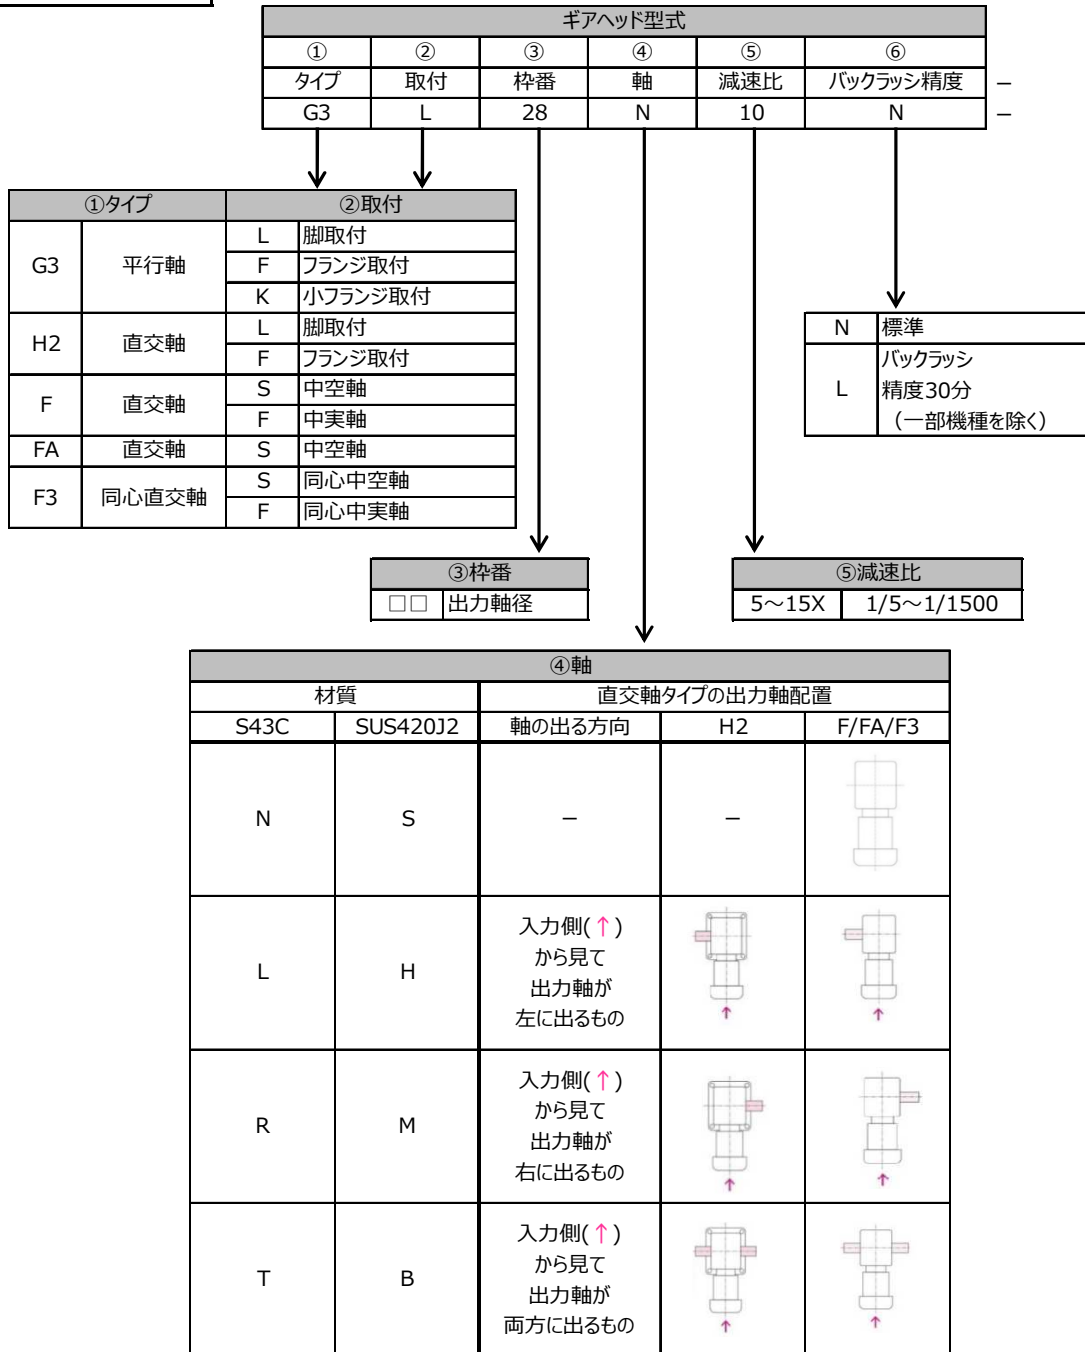 ギアヘッド型式
① ② ③ ④ ⑤ ⑥
タイプ 取付 枠番 軸 減速比 バックラッシ精度 −
G3 L 28 N 10 N −
①タイプ ②取付
G3 平行軸 L 脚取付
F フランジ取付
K 小フランジ取付
H2 直交軸 L 脚取付
F フランジ取付
F 直交軸 S 中空軸
F 中実軸
FA 直交軸 S 中空軸
F3 同心直交軸 S 同心中空軸
F 同心中実軸
N 標準
L バックラッシ
精度30分
(一部機種を除く)
③枠番
□□ 出力軸径
⑤減速比
5～15X 1/5～1/1500
④軸
材質 直交軸タイプの出力軸配置
S43C SUS420J2 軸の出る方向 H2 F/FA/F3
N S − −
L H 入力側(↑)
から見て
出力軸が
左に出るもの
R M 入力側(↑)
から見て
出力軸が
右に出るもの
T B 入力側(↑)
から見て
出力軸が
両方に出るもの